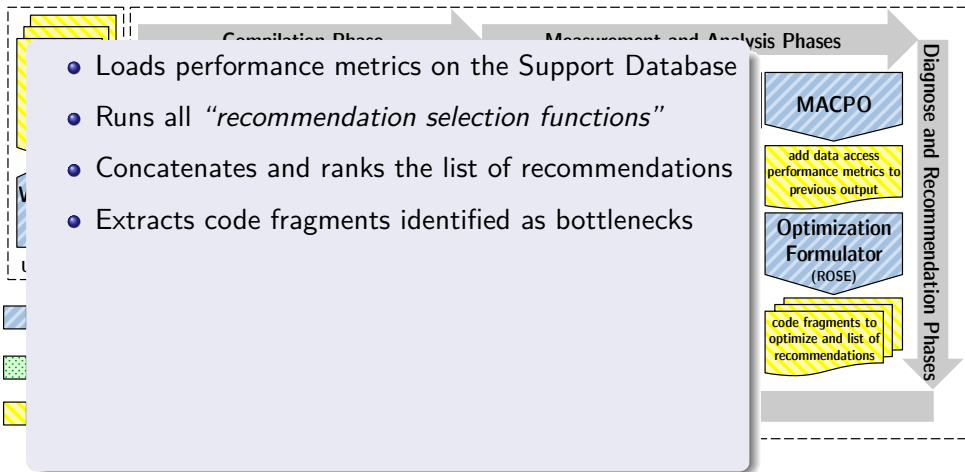 Compilation Phase
Measurement and Analysis Phases
Diagnose and Recommendation Phases
Loads performance metrics on the Support Database
Runs all “recommendation selection functions”
Concatenates and ranks the list of recommendations
Extracts code fragments identified as bottlenecks
MACPO
add data access
performance metrics to
previous output
Optimization
Formulator
(ROSE)
code fragments to
optimize and list of
recommendations